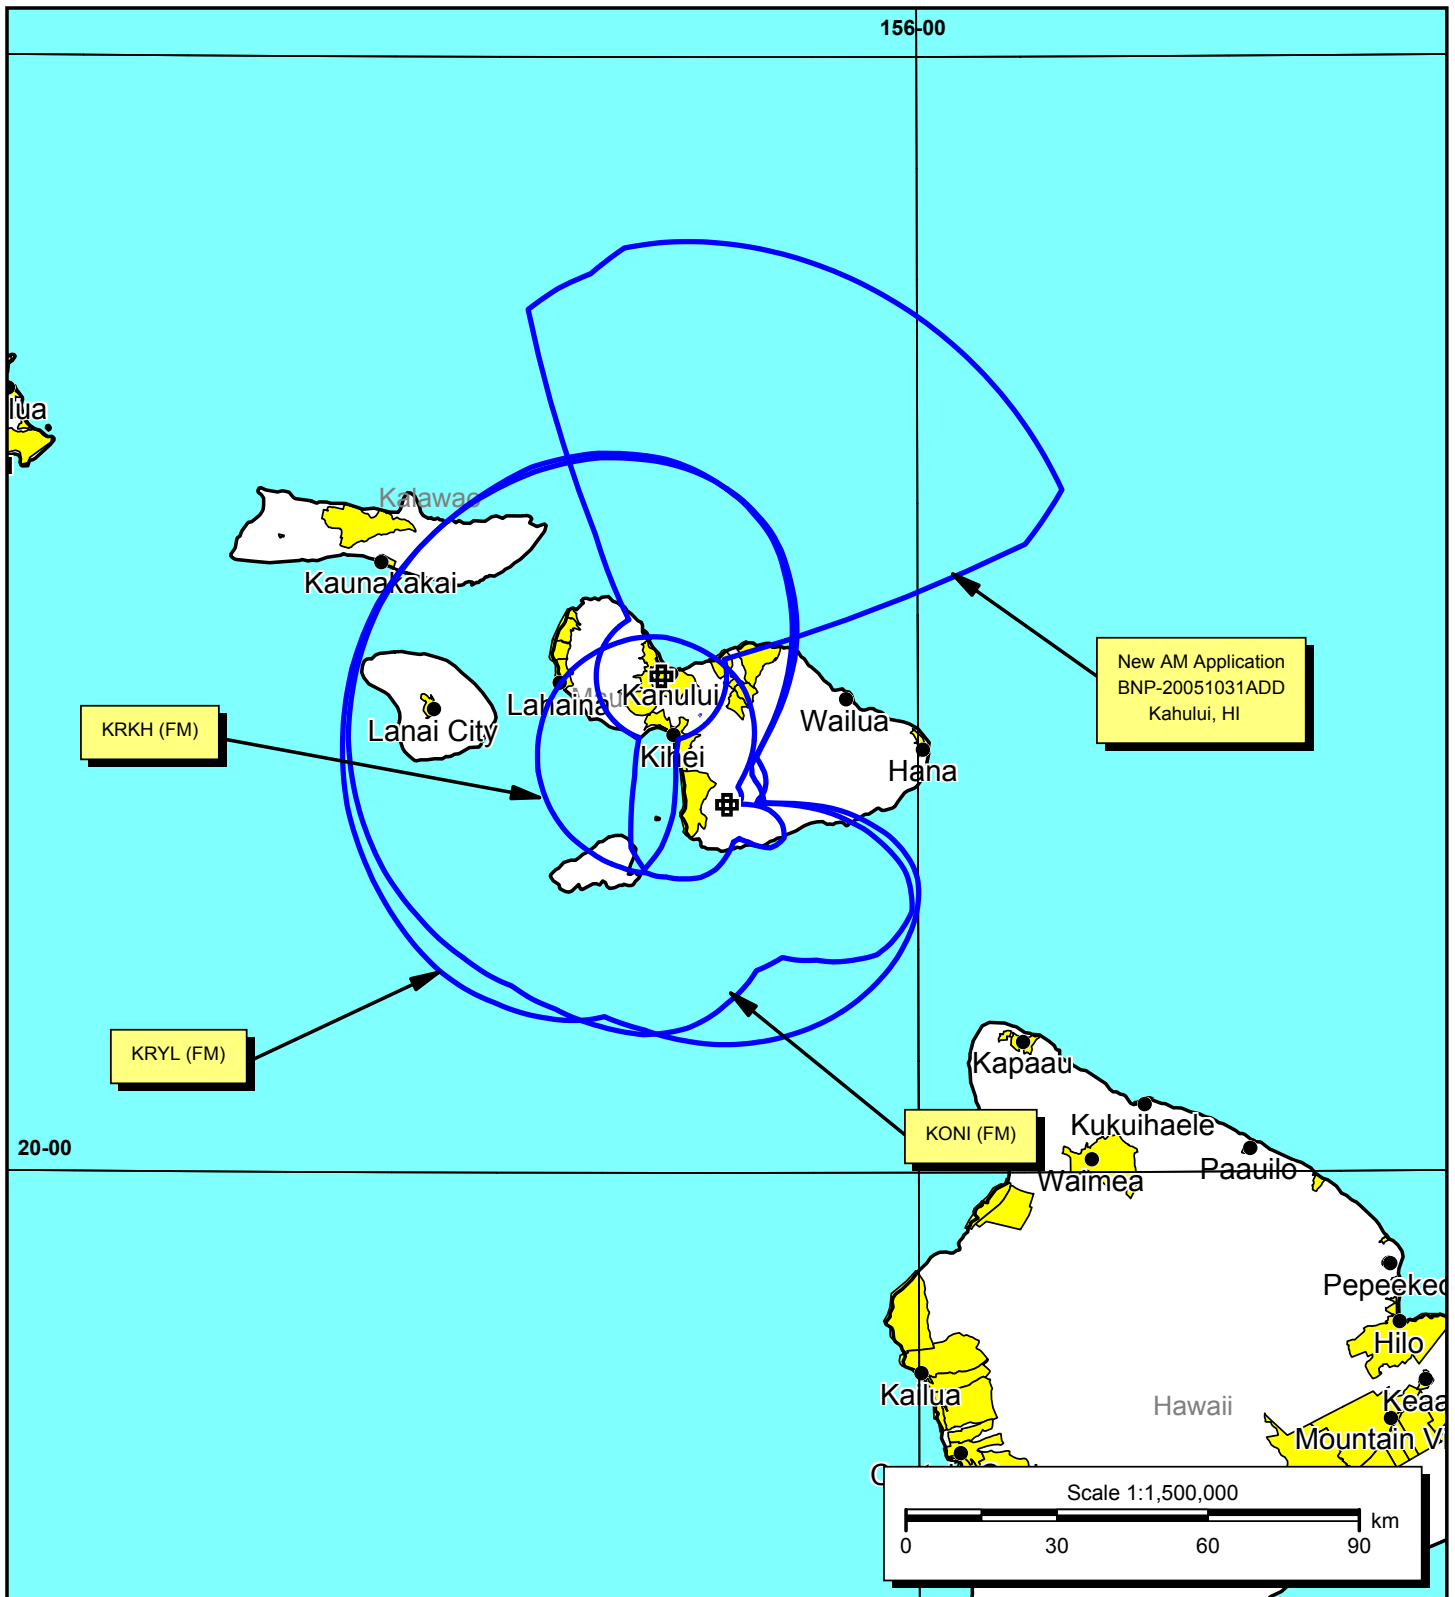 156-00
lua
Kalawao
Kaunakakai
New AM Application
BNP-20051031ADD
Kahului, HI
Kahului
Lahaina
Wailua
Lanai City
KRKH (FM)
Kihei
Hana
KRYL (FM)
Kapaau
KONI (FM)
Kukuihaele
20-00
Paauilo
Waimea
Pepeekeo
Hilo
Kailua
Keaa
Hawaii
Mountain V
Scale 1:1,500,000
km
0 30 60 90